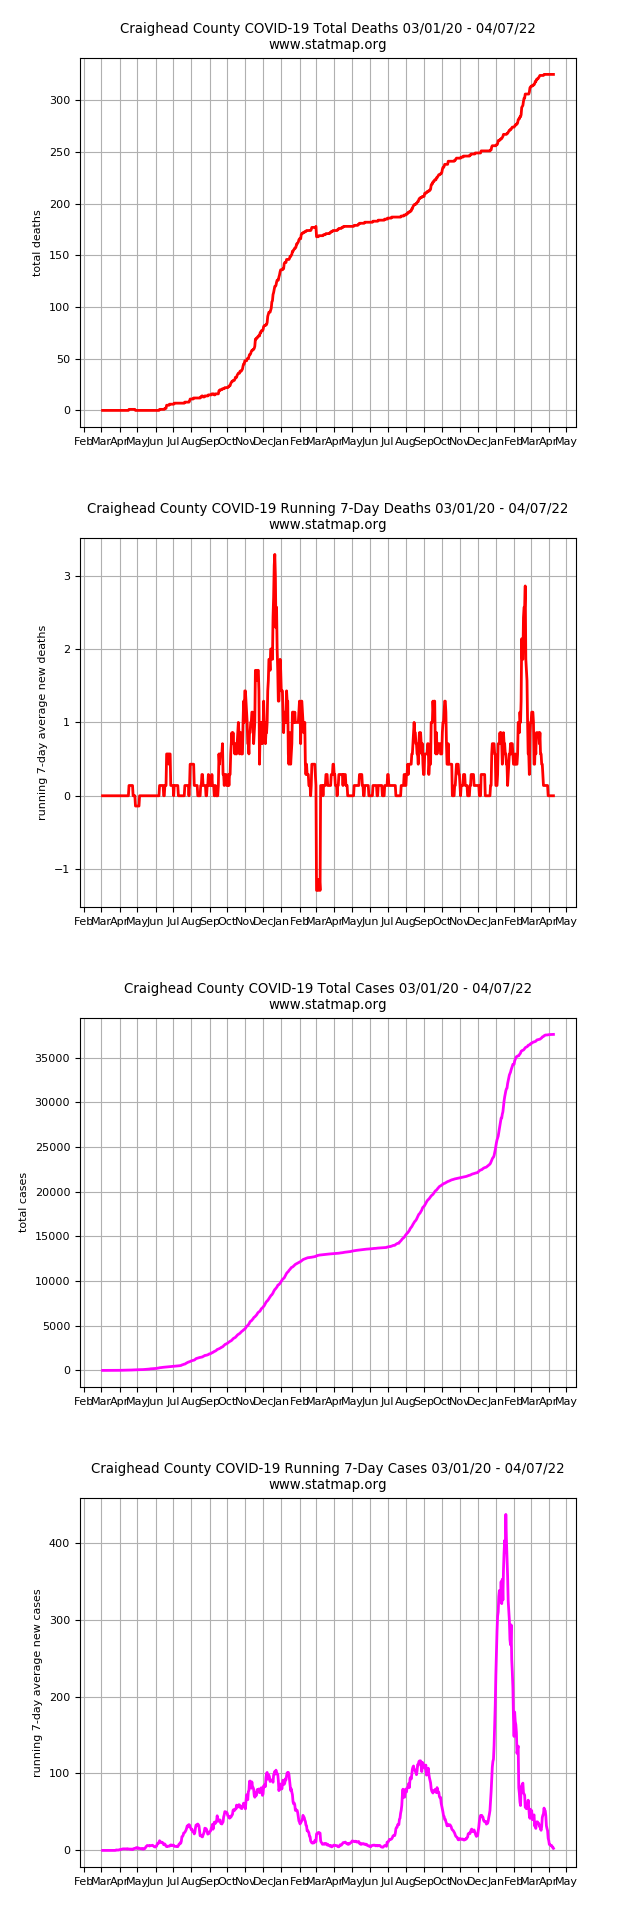 Craighead County COVID-19 Total Deaths 03/01/20 - 04/07/22
www.statmap.org
300
250
200
150
100
50
0
total deaths
Feb Mar Apr May Jun Jul Aug Sep Oct Nov Dec Jan Feb Mar Apr May Jun Jul Aug Sep Oct Nov Dec Jan Feb Mar Apr May
Craighead County COVID-19 Running 7-Day Deaths 03/01/20 - 04/07/22
www.statmap.org
3
2
1
0
−1
running 7-day average new deaths
Feb Mar Apr May Jun Jul Aug Sep Oct Nov Dec Jan Feb Mar Apr May Jun Jul Aug Sep Oct Nov Dec Jan Feb Mar Apr May
Craighead County COVID-19 Total Cases 03/01/20 - 04/07/22
www.statmap.org
35000
30000
25000
20000
15000
10000
5000
0
total cases
Feb Mar Apr May Jun Jul Aug Sep Oct Nov Dec Jan Feb Mar Apr May Jun Jul Aug Sep Oct Nov Dec Jan Feb Mar Apr May
Craighead County COVID-19 Running 7-Day Cases 03/01/20 - 04/07/22
www.statmap.org
400
300
200
100
0
running 7-day average new cases
Feb Mar Apr May Jun Jul Aug Sep Oct Nov Dec Jan Feb Mar Apr May Jun Jul Aug Sep Oct Nov Dec Jan Feb Mar Apr May